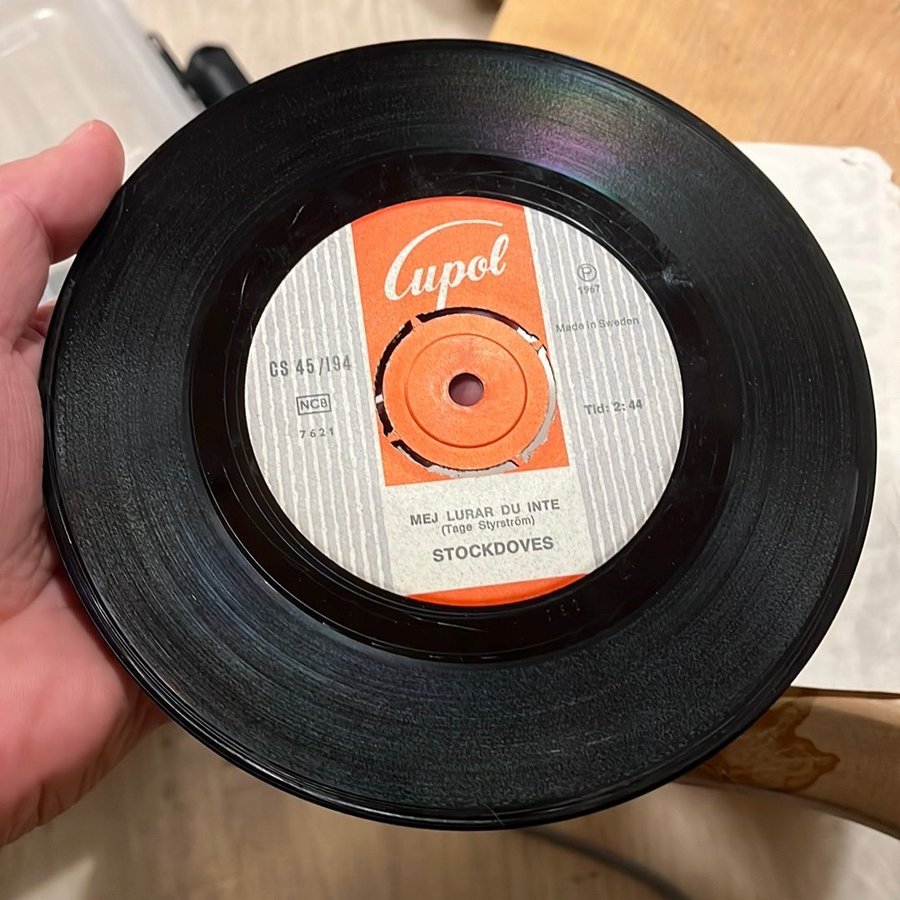 Cupol
Ⓟ
1967
Made in Sweden
CS 45/194
NCB
7621
Tid: 2:44
MEJ LURAR DU INTE
(Tage Styrström)
STOCKDOVES